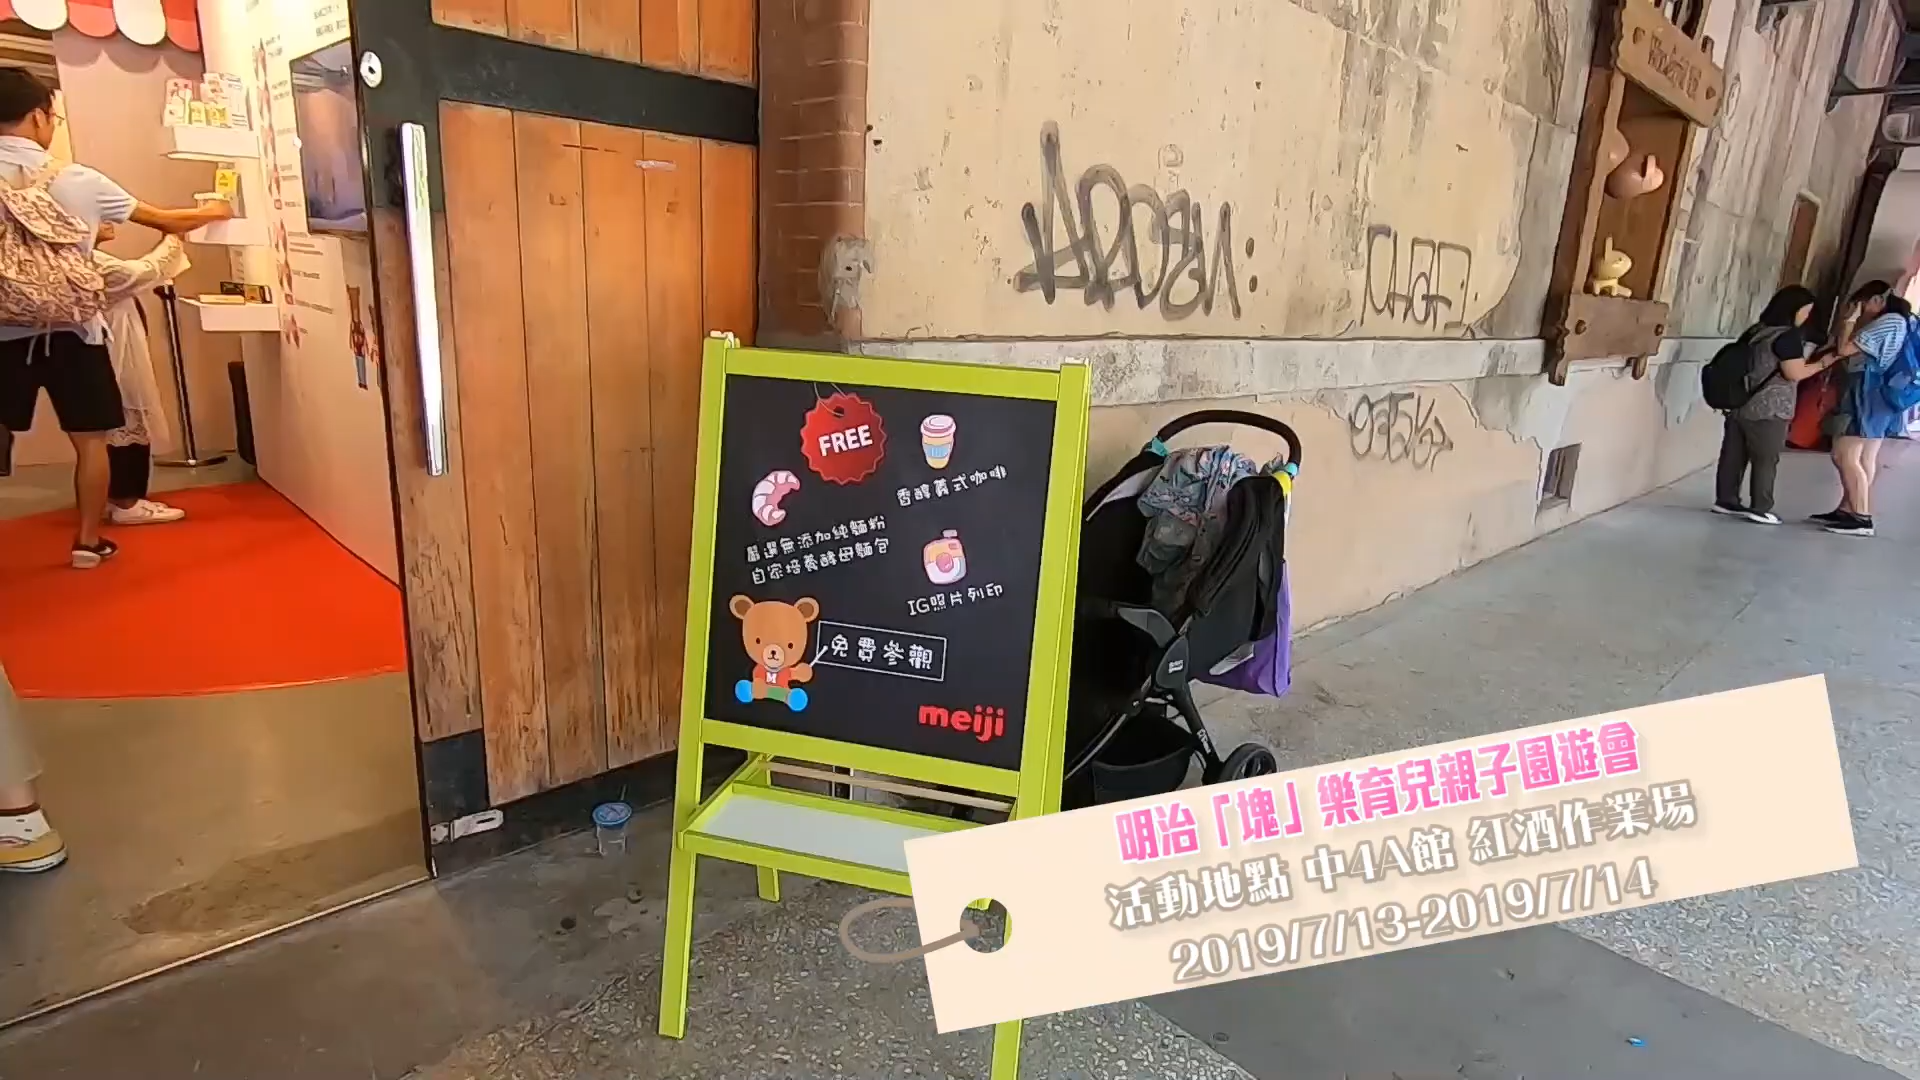 FREE
香醇義式咖啡
嚴選無添加純麵粉
自家培養酵母麵包
IG照片列印
免費參觀
M
meiji
明治「塊」樂育兒親子園遊會
活動地點 中4A館 紅酒作業場
2019/7/13-2019/7/14